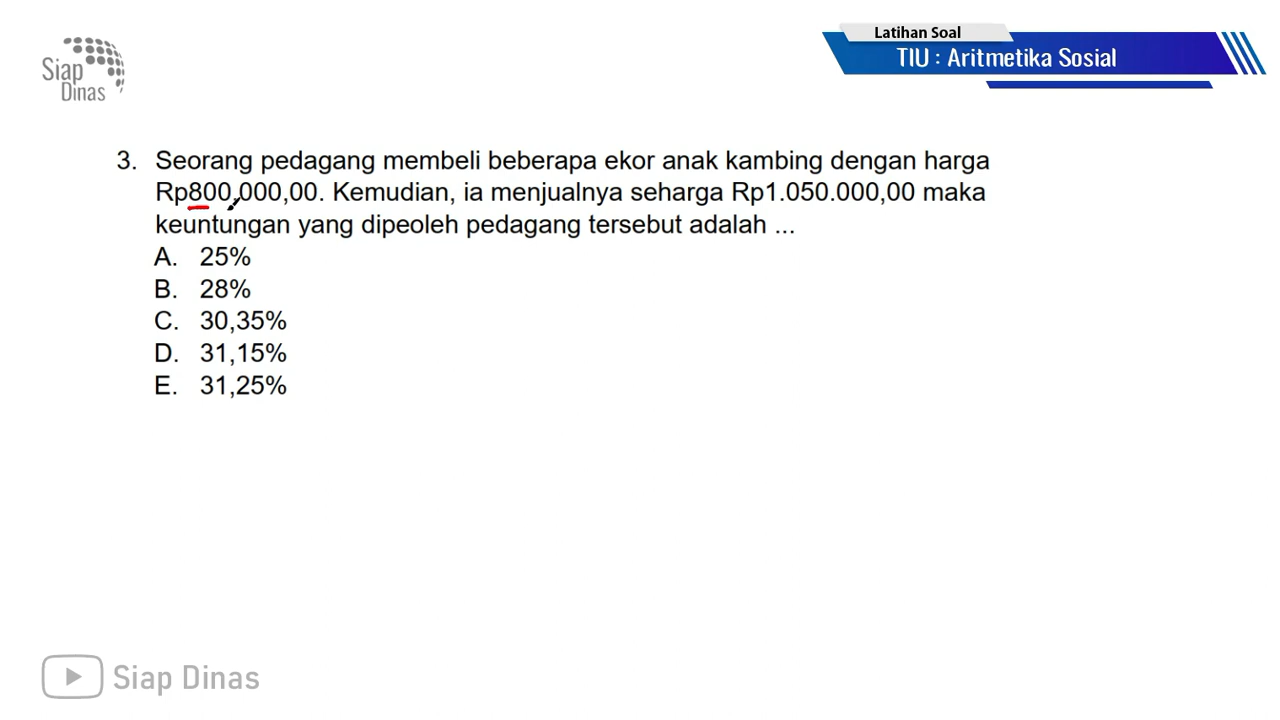 Siap
Dinas
Latihan Soal
TIU : Aritmetika Sosial
3. Seorang pedagang membeli beberapa ekor anak kambing dengan harga
Rp800,000,00. Kemudian, ia menjualnya seharga Rp1.050.000,00 maka
keuntungan yang dipeoleh pedagang tersebut adalah ...
A. 25%
B. 28%
C. 30,35%
D. 31,15%
E. 31,25%
Siap Dinas